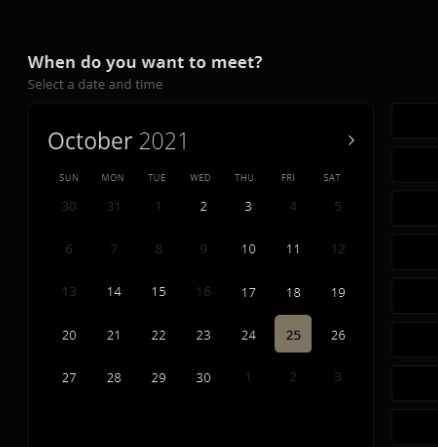 When do you want to meet?
Select a date and time
October 2021
SUN MON TUE WED THU FRI SAT
30 31 1 2 3 4 5
6 7 8 9 10 11 12
13 14 15 16 17 18 19
20 21 22 23 24 25 26
27 28 29 30 1 2 3